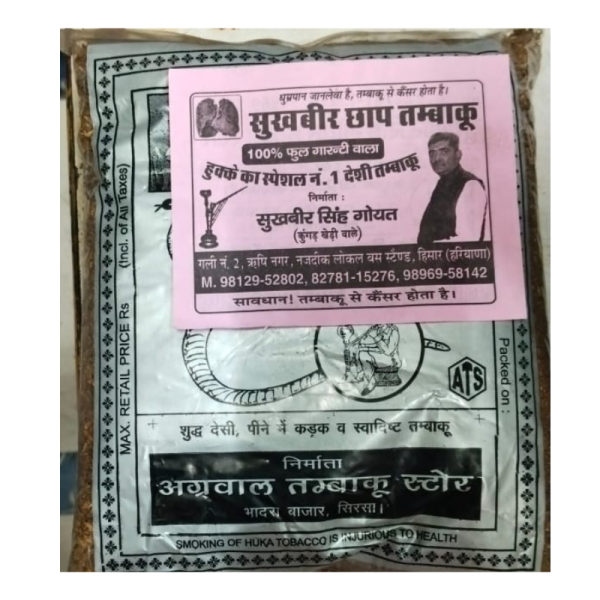 धुम्रपान जानलेवा है, तम्बाकू से कैंसर होता है।
सुखबीर छाप तम्बाकू
100% फुल गारन्टी वाला
हुक्के का स्पेशल नं. 1 देशी तम्बाकू
निर्माता :
सुखबीर सिंह गोयत
(कुंगड़ खेड़ी वाले)
गली नं. 2, ऋषि नगर, नजदीक लोकल बस स्टैण्ड, हिसार (हरियाणा)
M. 98129-52802, 82781-15276, 98969-58142
सावधान! तम्बाकू से कैंसर होता है।
MAX. RETAIL PRICE Rs (Incl. of All Taxes)
Packed on :
ATS
शुद्ध देसी, पीने में कड़क व स्वादिष्ट तम्बाकू
निर्माता
अग्रवाल तम्बाकू स्टोर
भादरा बाजार, सिरसा।
SMOKING OF HUKA TOBACCO IS INJURIOUS TO HEALTH